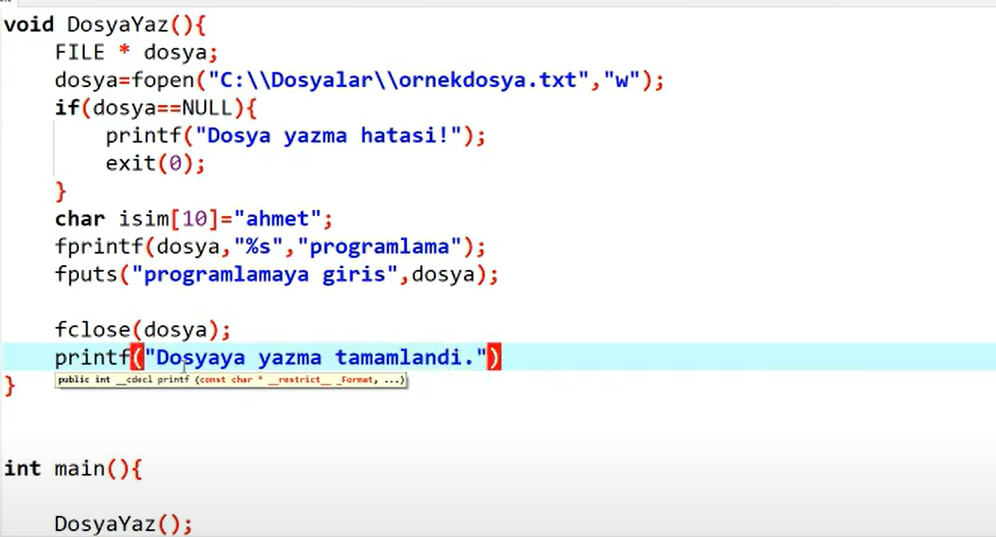 void DosyaYaz(){
FILE * dosya;
dosya=fopen("C:\\Dosyalar\\ornekdosya.txt","w");
if(dosya==NULL){
printf("Dosya yazma hatasi!");
exit(0);
}
char isim[10]="ahmet";
fprintf(dosya,"%s","programlama");
fputs("programlamaya giris",dosya);
fclose(dosya);
printf("Dosyaya yazma tamamlandi.")
public int __cdecl printf (const char * __restrict__ _Format, ...)
}
int main(){
DosyaYaz();